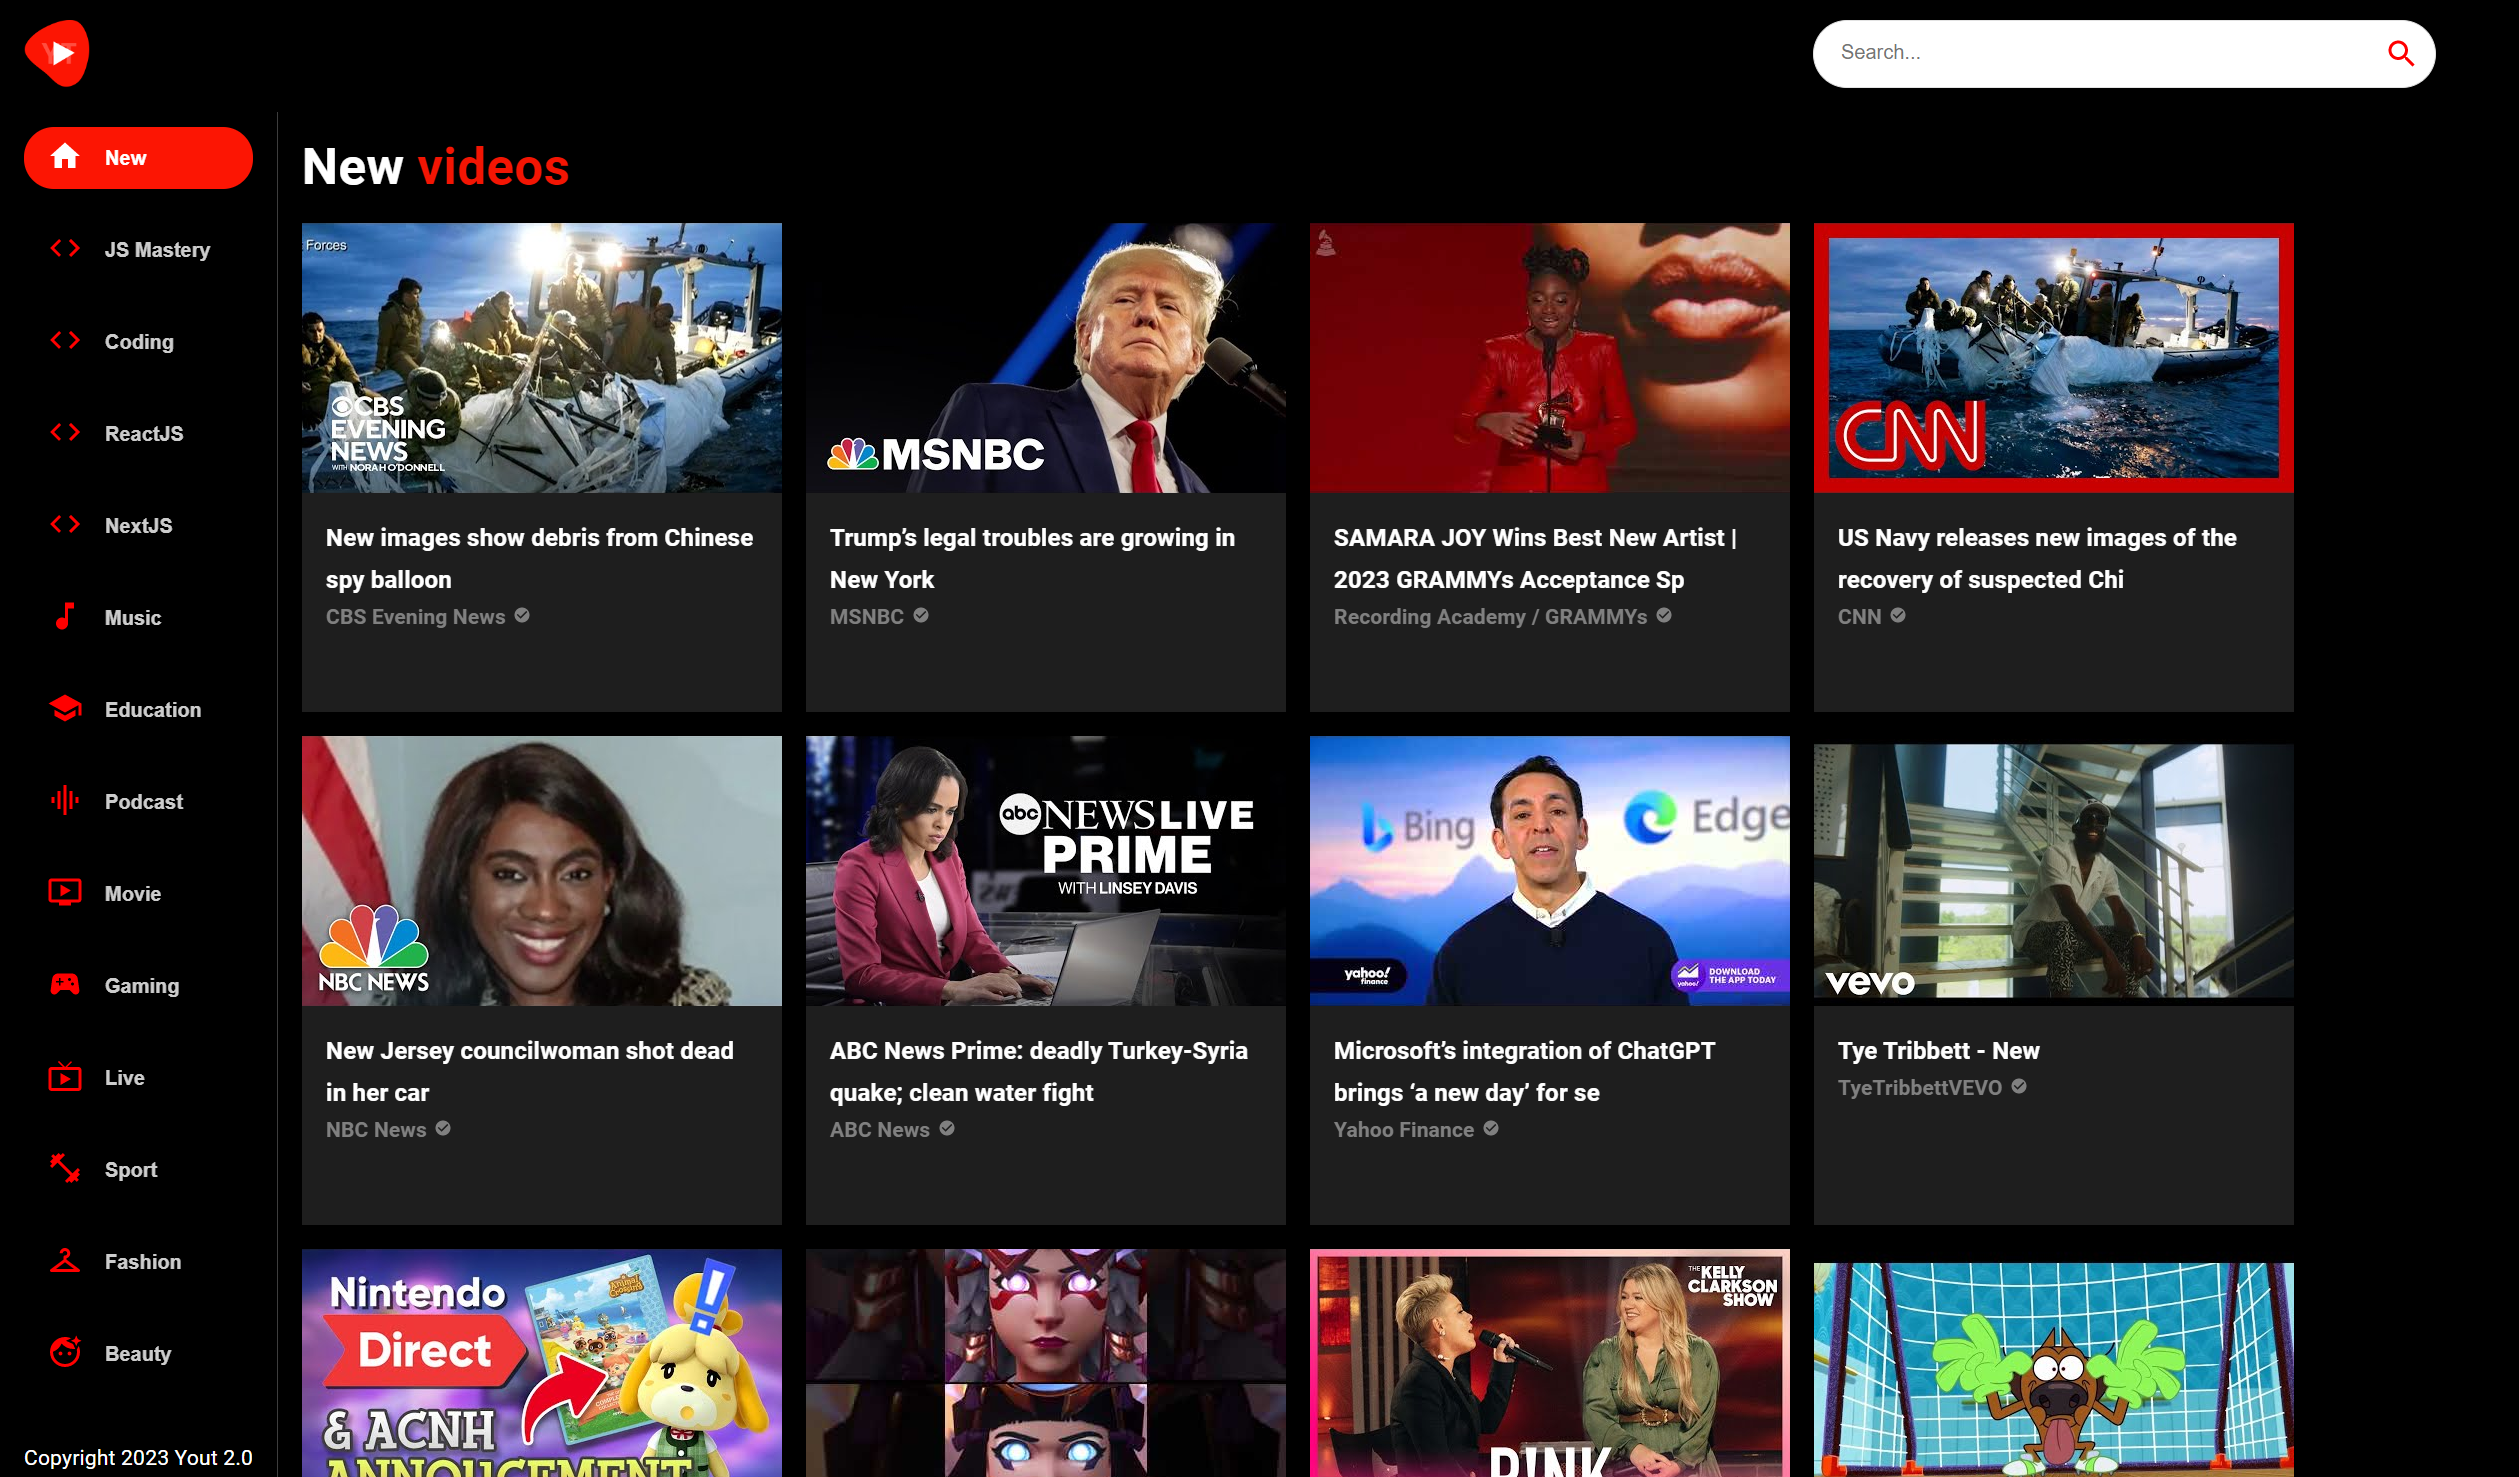 YT
Search...
New
JS Mastery
Coding
ReactJS
NextJS
Music
Education
Podcast
Movie
Gaming
Live
Sport
Fashion
Beauty
Copyright 2023 Yout 2.0
New videos
Forces
CBS
EVENING
NEWS
WITH NORAH O'DONNELL
New images show debris from Chinese
spy balloon
CBS Evening News
MSNBC
Trump’s legal troubles are growing in
New York
MSNBC
SAMARA JOY Wins Best New Artist |
2023 GRAMMYs Acceptance Sp
Recording Academy / GRAMMYs
CNN
US Navy releases new images of the
recovery of suspected Chi
CNN
NBC NEWS
New Jersey councilwoman shot dead
in her car
NBC News
abc NEWS LIVE
PRIME
WITH LINSEY DAVIS
ABC News Prime: deadly Turkey-Syria
quake; clean water fight
ABC News
Bing
Edge
yahoo!
finance
yahoo!
DOWNLOAD
THE APP TODAY
Microsoft’s integration of ChatGPT
brings ‘a new day’ for se
Yahoo Finance
vevo
Tye Tribbett - New
TyeTribbettVEVO
Nintendo
Direct
& ACNH
ANNOUCEMENT
!
Animal
Crossing
THE
KELLY
CLARKSON
SHOW
P!NK